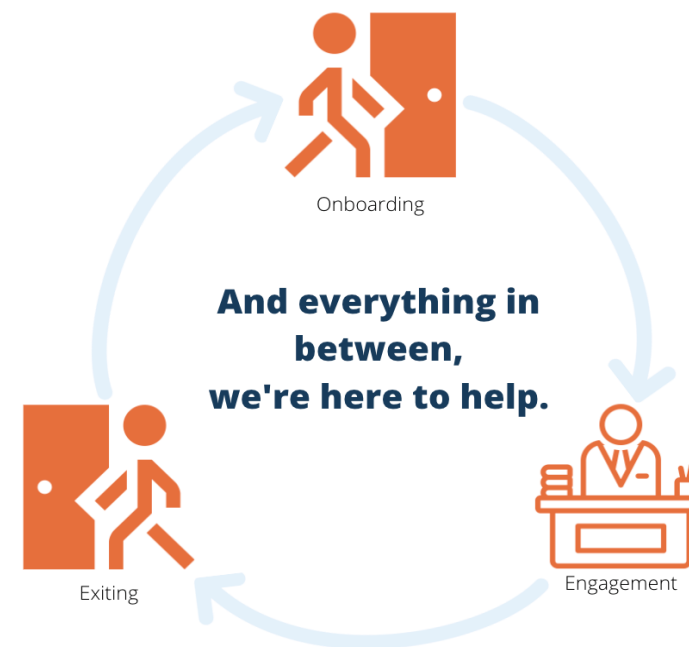 Onboarding
And everything in
between,
we're here to help.
Exiting
Engagement